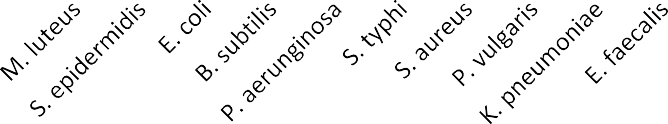 M. luteus
S. epidermidis
E. coli
B. subtilis
P. aerunginosa
S. typhi
S. aureus
P. vulgaris
K. pneumoniae
E. faecalis